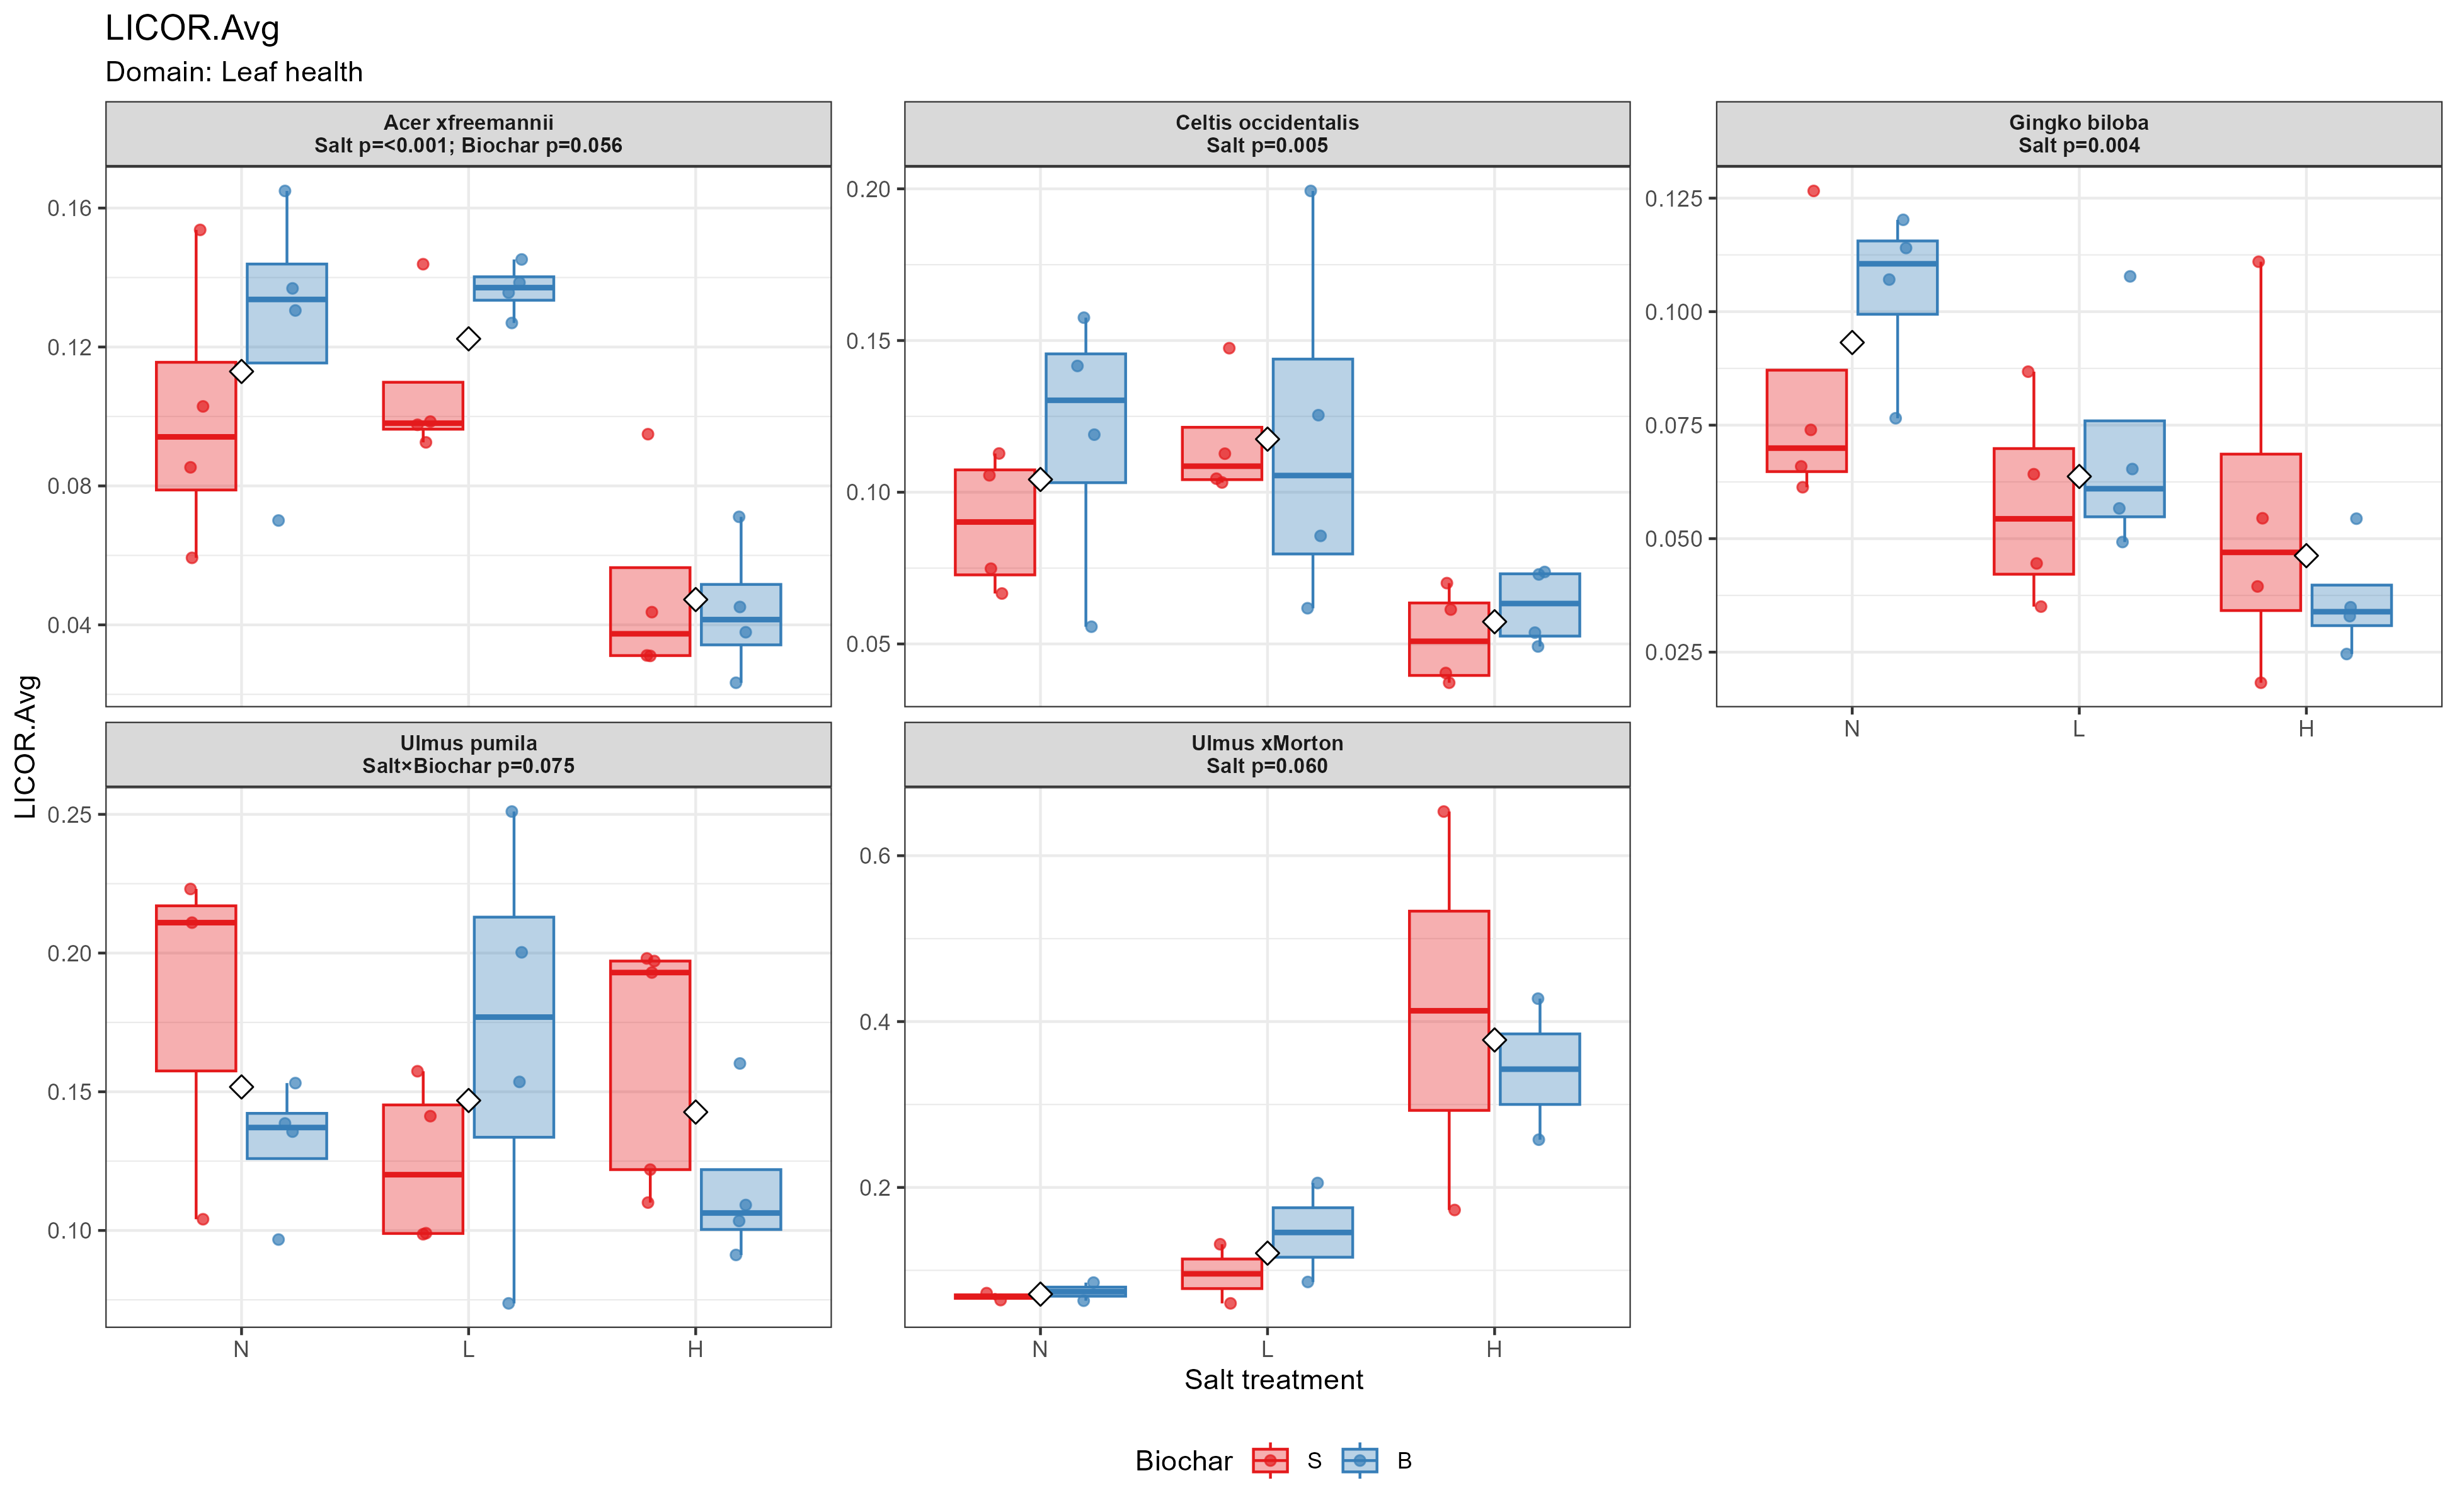 LICOR.Avg
Domain: Leaf health
Acer xfreemannii
Salt p=<0.001; Biochar p=0.056
Celtis occidentalis
Salt p=0.005
Gingko biloba
Salt p=0.004
0.16
0.12
0.08
0.04
0.20
0.15
0.10
0.05
0.125
0.100
0.075
0.050
0.025
N
L
H
LICOR.Avg
Ulmus pumila
Salt×Biochar p=0.075
Ulmus xMorton
Salt p=0.060
0.25
0.20
0.15
0.10
0.6
0.4
0.2
N
L
H
N
L
H
Salt treatment
Biochar
S
B